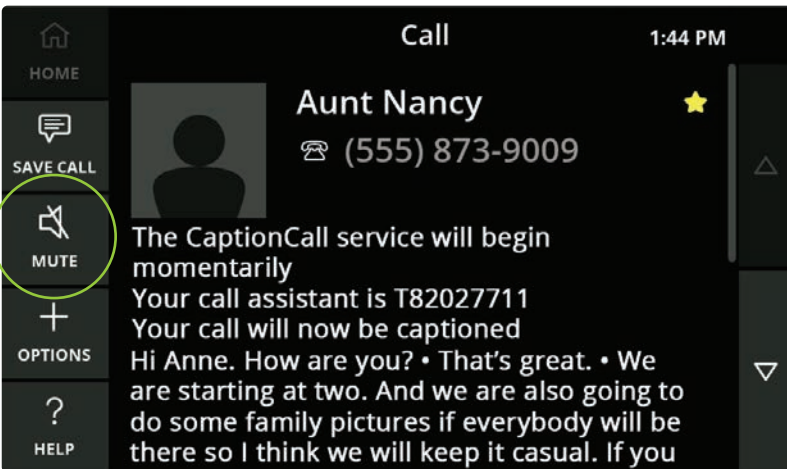 Call
1:44 PM
HOME
SAVE CALL
MUTE
OPTIONS
HELP
Aunt Nancy
(555) 873-9009
The CaptionCall service will begin
momentarily
Your call assistant is T82027711
Your call will now be captioned
Hi Anne. How are you? • That’s great. • We
are starting at two. And we are also going to
do some family pictures if everybody will be
there so I think we will keep it casual. If you